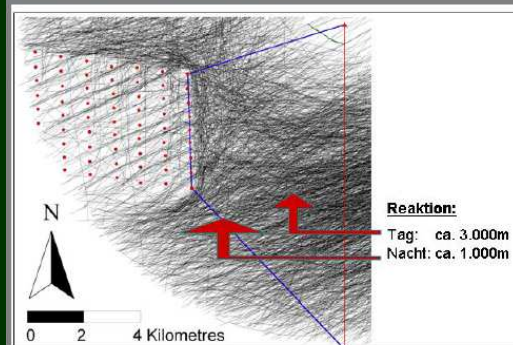 Reaktion:
Tag: ca. 3.000m
Nacht: ca. 1.000m
N
0 2 4 Kilometres